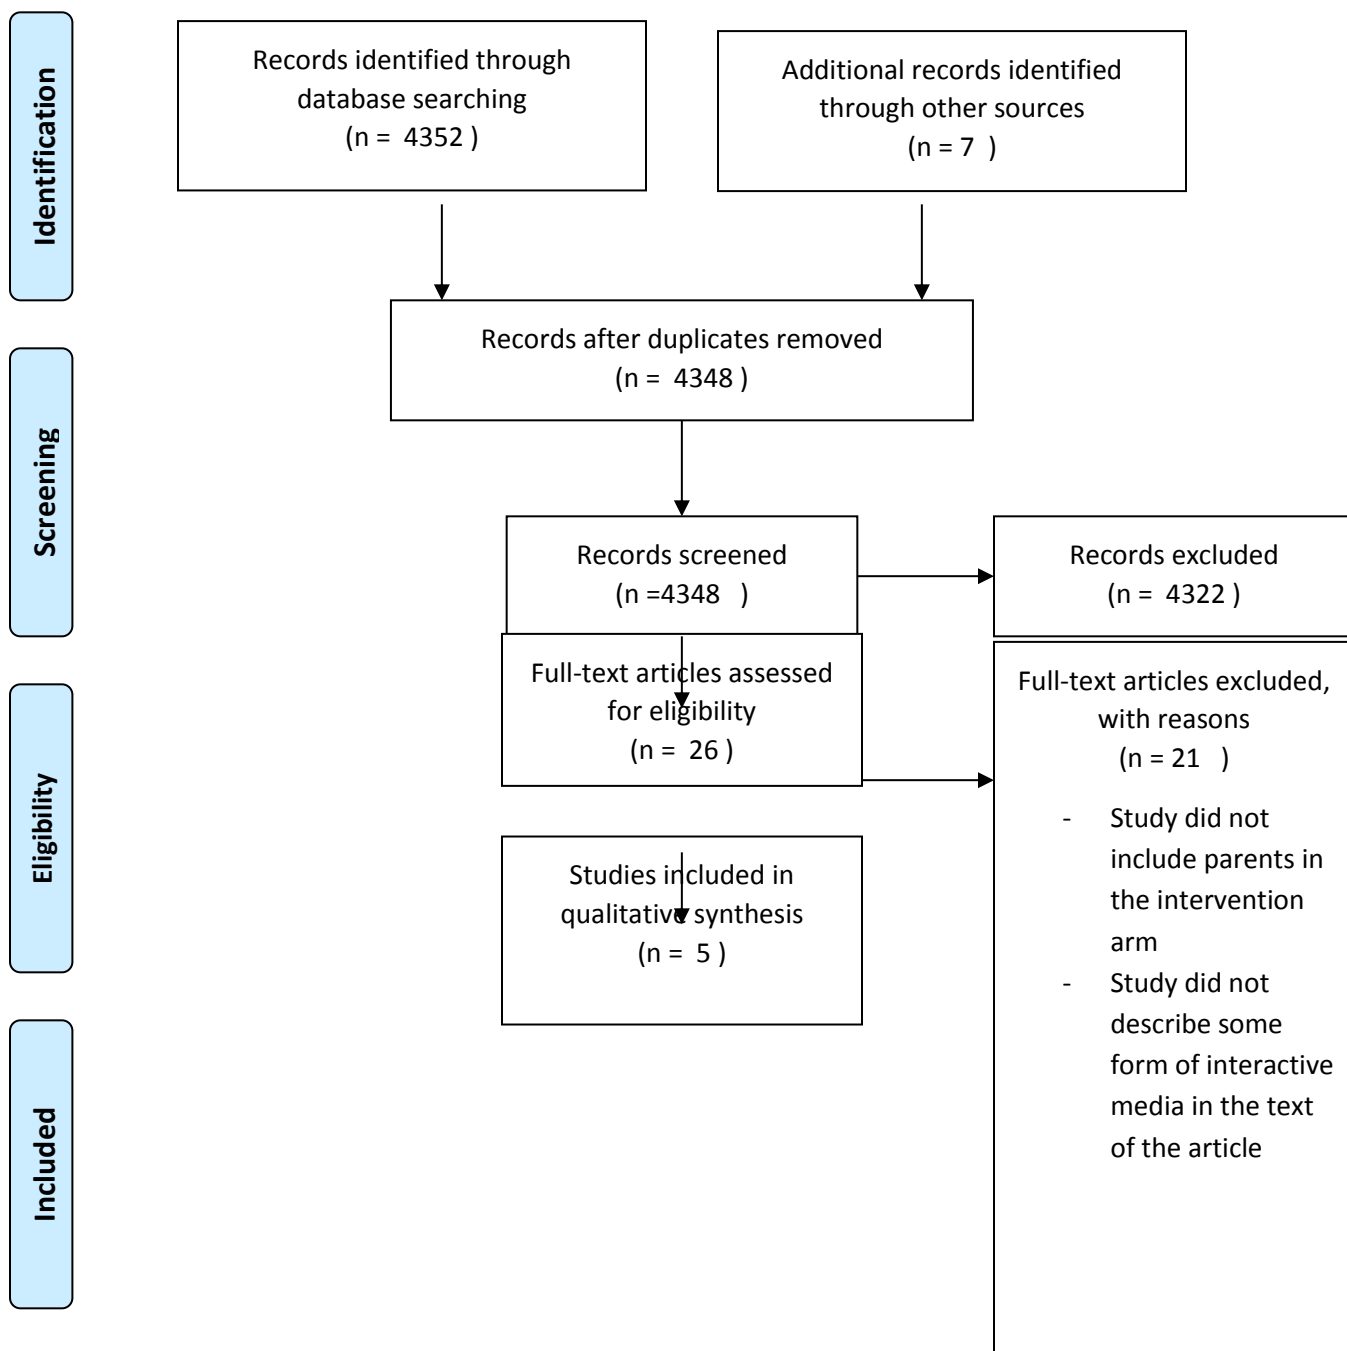 Identification
Records identified through
database searching
(n =  4352 )
Additional records identified
through other sources
(n = 7  )
Records after duplicates removed
(n =  4348 )
Screening
Records screened
(n =4348   )
Records excluded
(n =  4322 )
Full-text articles assessed
for eligibility
(n =  26 )
Full-text articles excluded,
with reasons
(n = 21   )
-   Study did not
include parents in
the intervention
arm
-   Study did not
describe some
form of interactive
media in the text
of the article
Eligibility
Studies included in
qualitative synthesis
(n =  5 )
Included